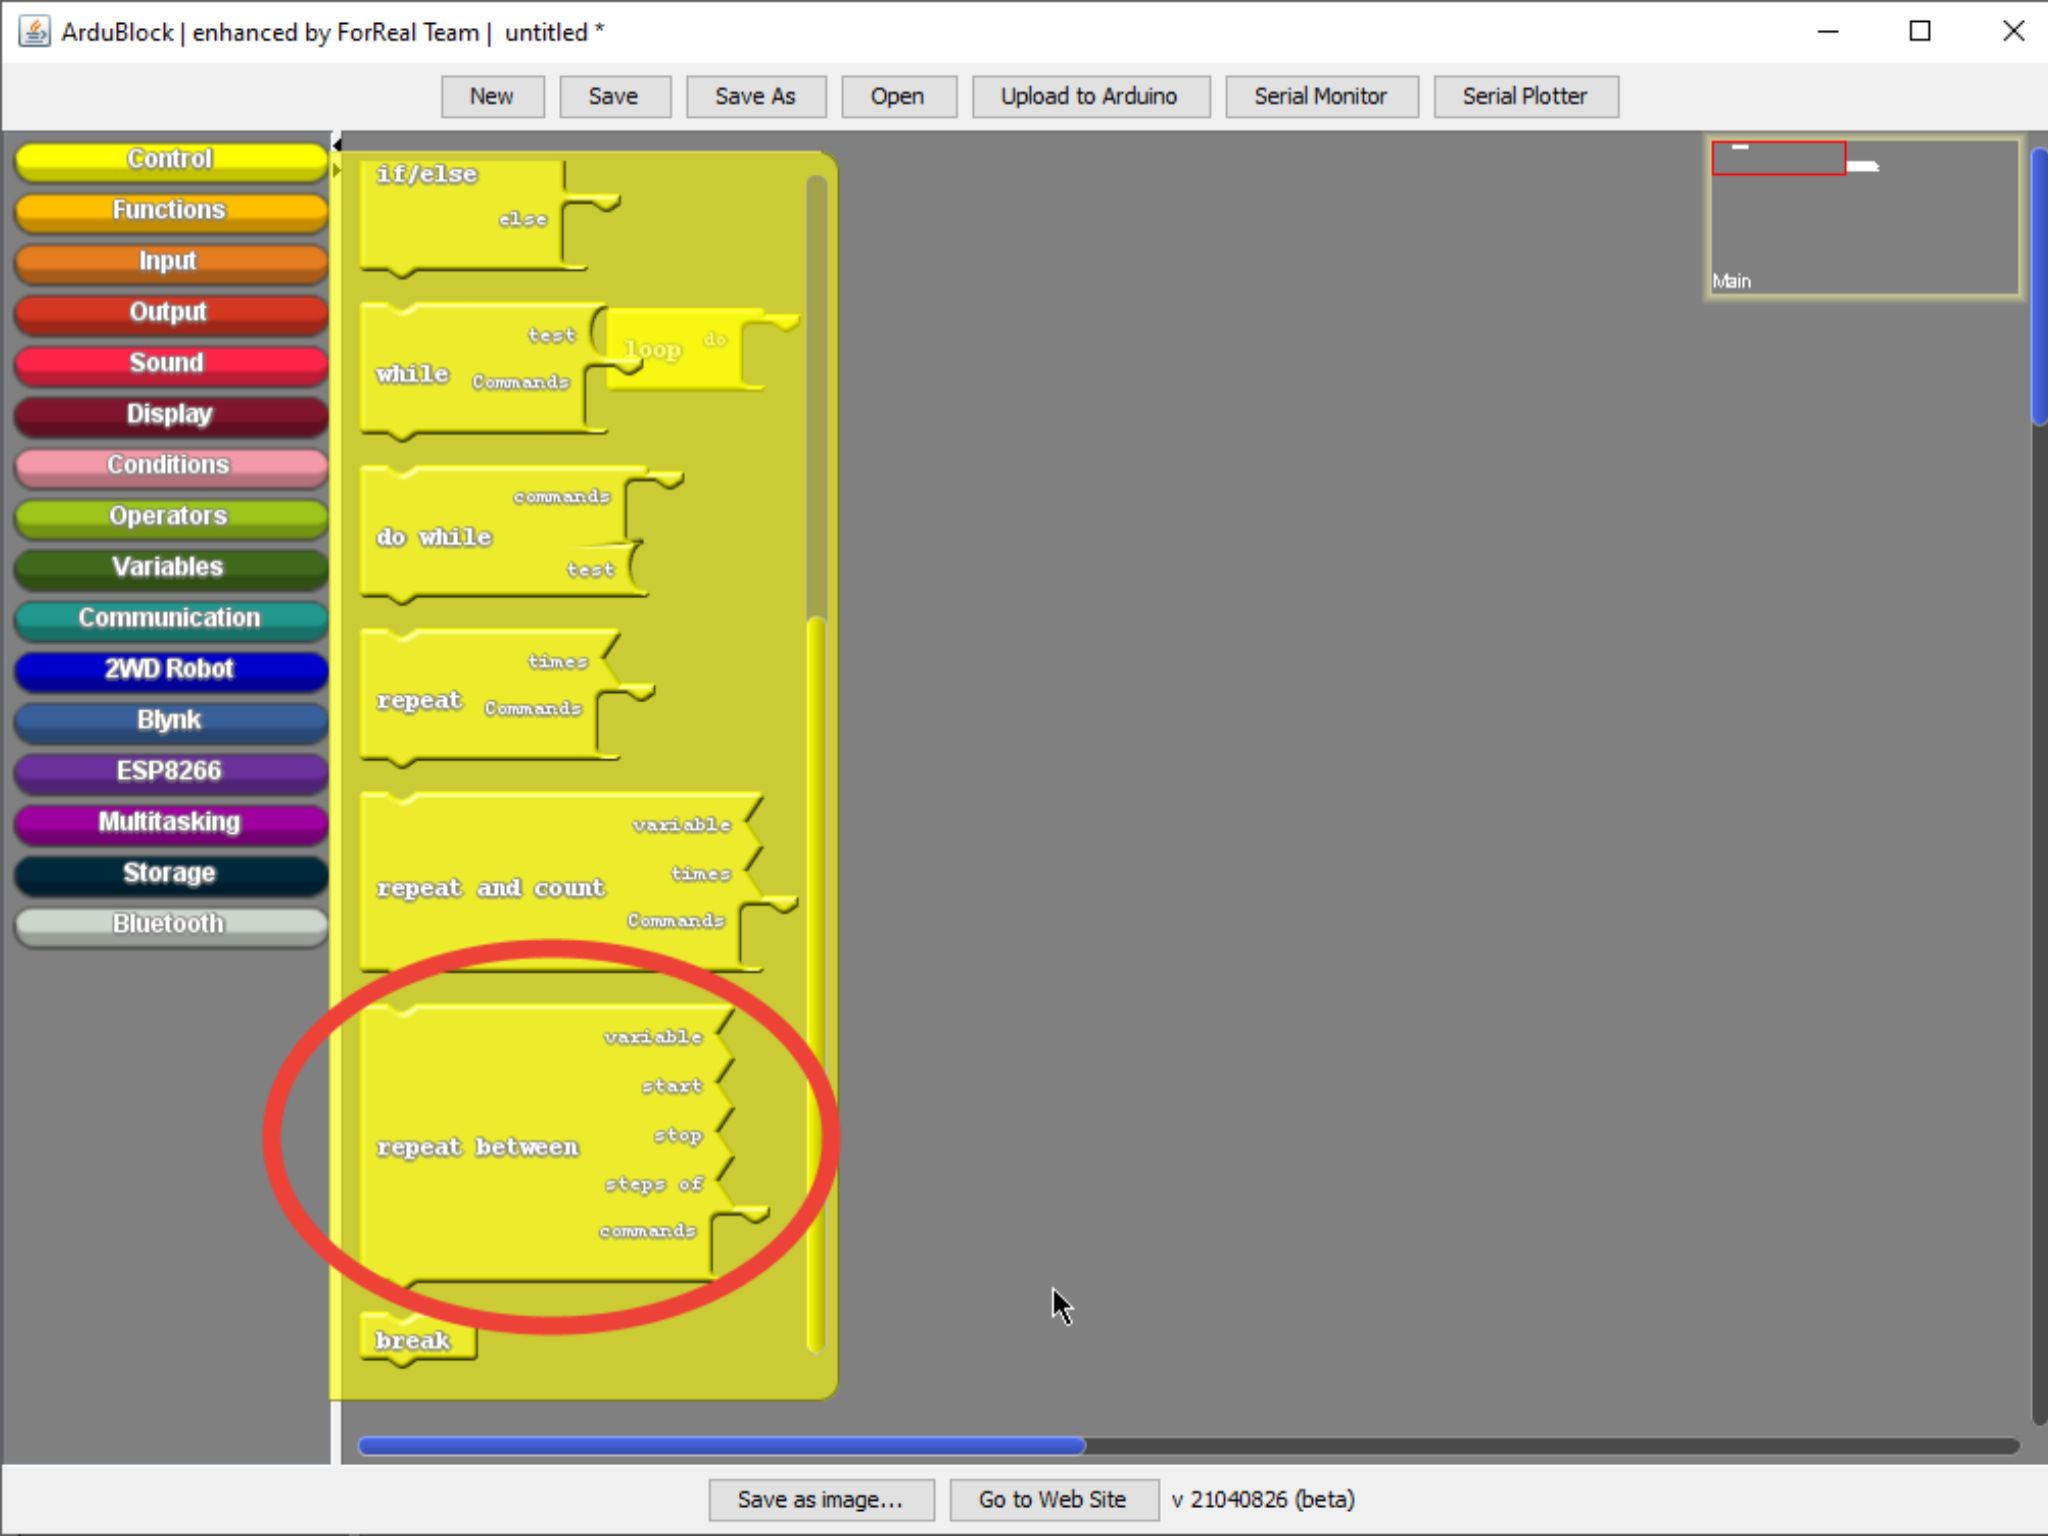 ArduBlock | enhanced by ForReal Team | untitled *
New Save Save As Open Upload to Arduino Serial Monitor Serial Plotter
Control
Functions
Input
Output
Sound
Display
Conditions
Operators
Variables
Communication
2WD Robot
Blynk
ESP8266
Multitasking
Storage
Bluetooth
if/else
else
test
while Commands
loop do
commands
do while
test
times
repeat Commands
variable
times
repeat and count
Commands
variable
start
stop
repeat between
steps of
commands
break
Main
Save as image... Go to Web Site v 21040826 (beta)